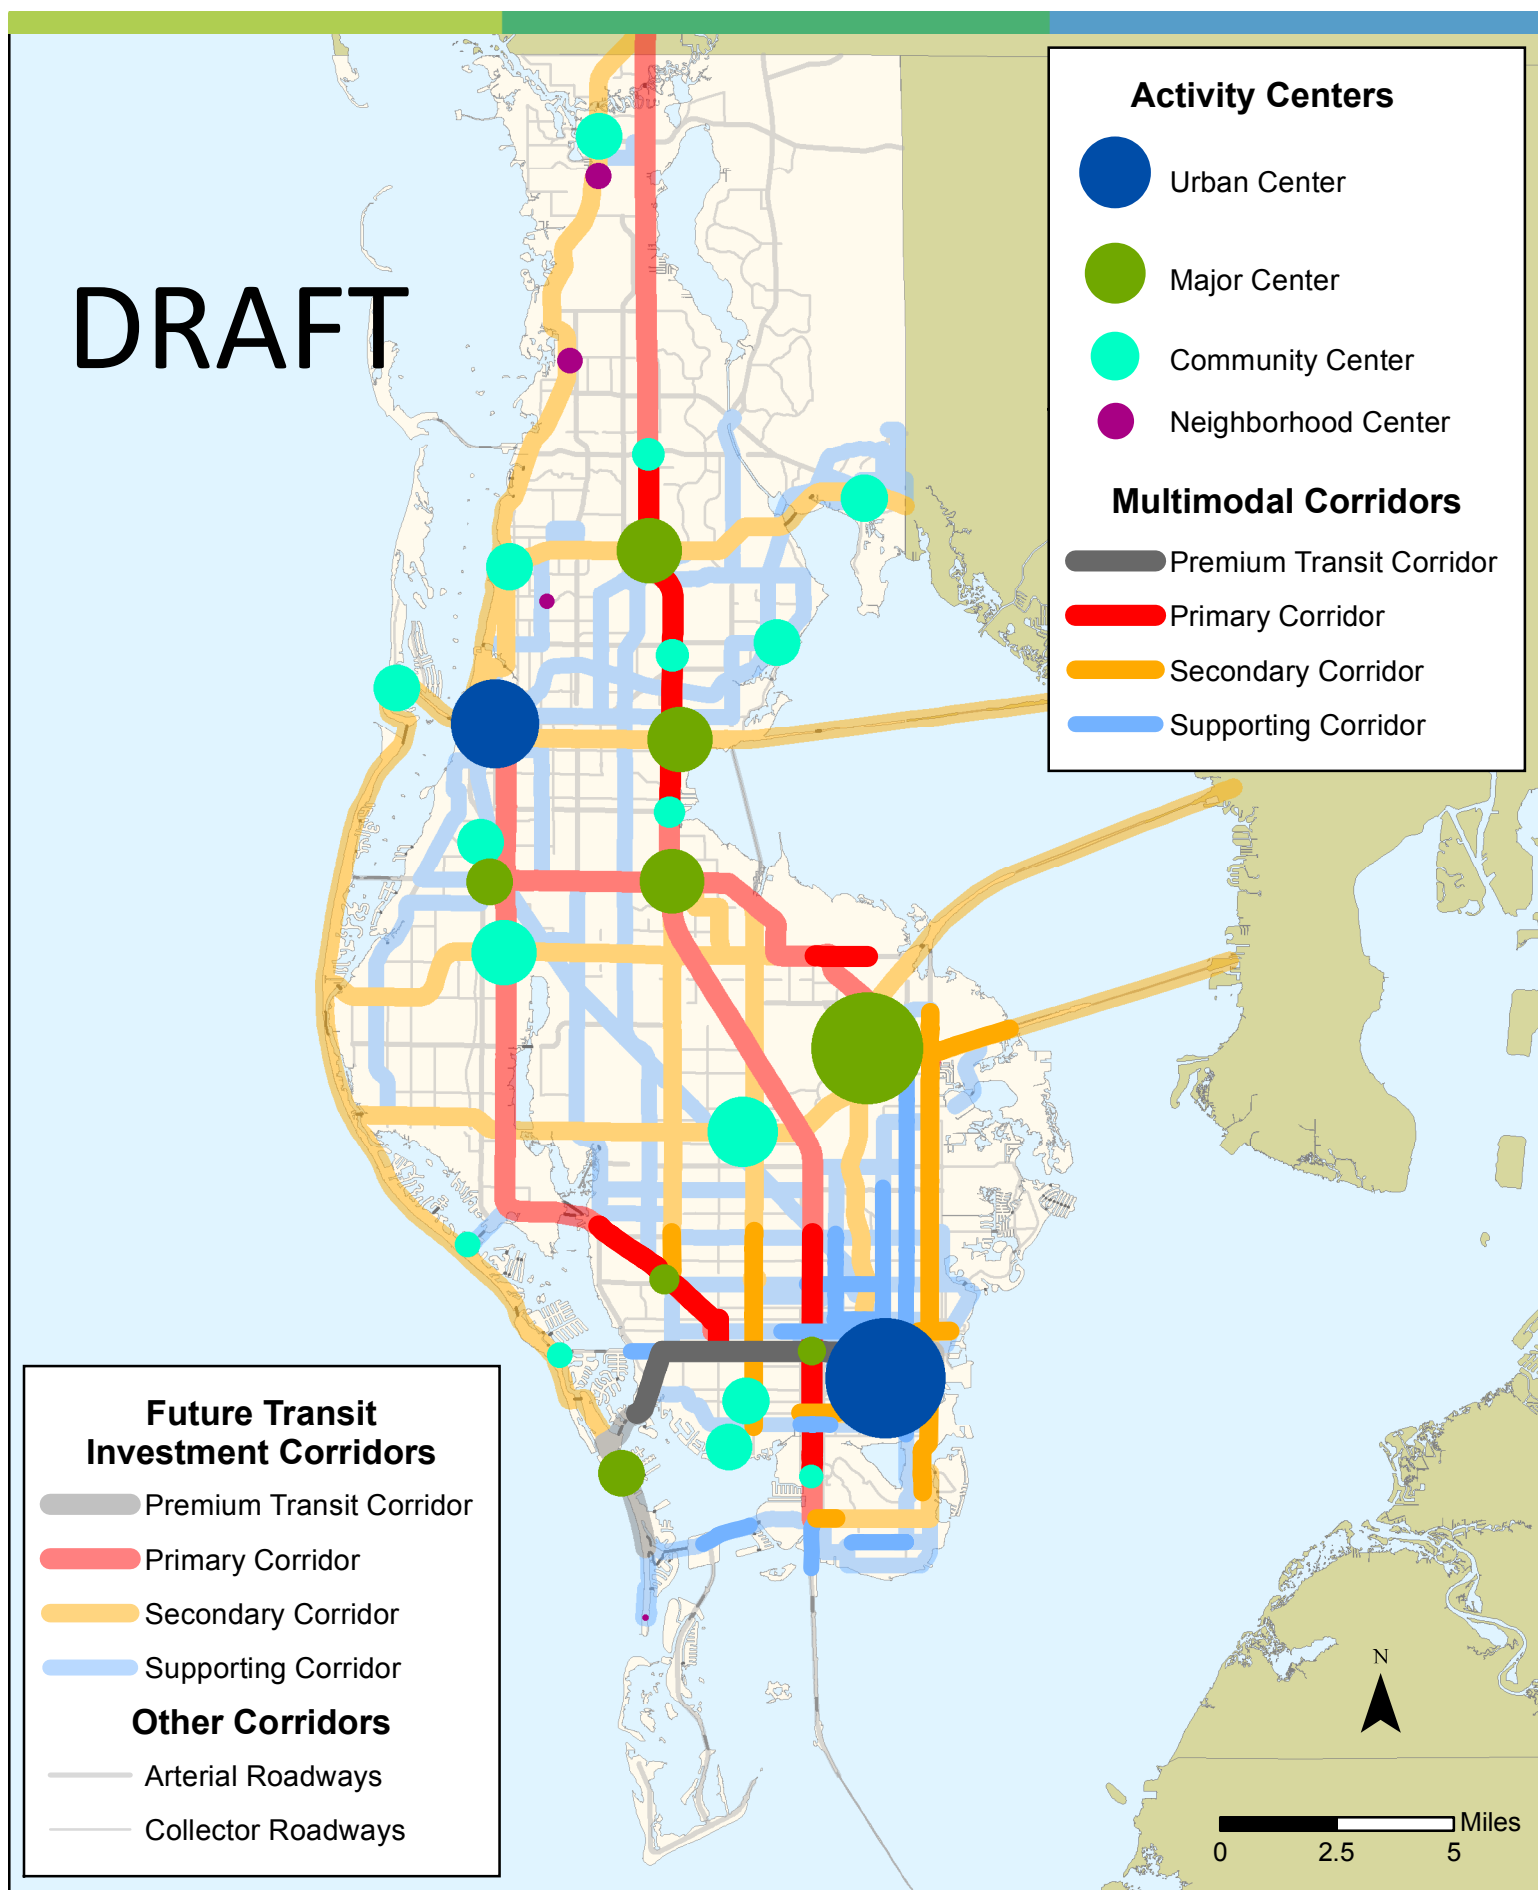 DRAFT
Activity Centers
Urban Center
Major Center
Community Center
Neighborhood Center
Multimodal Corridors
Premium Transit Corridor
Primary Corridor
Secondary Corridor
Supporting Corridor
Future Transit
Investment Corridors
Premium Transit Corridor
Primary Corridor
Secondary Corridor
Supporting Corridor
Other Corridors
Arterial Roadways
Collector Roadways
N
Miles
0 2.5 5